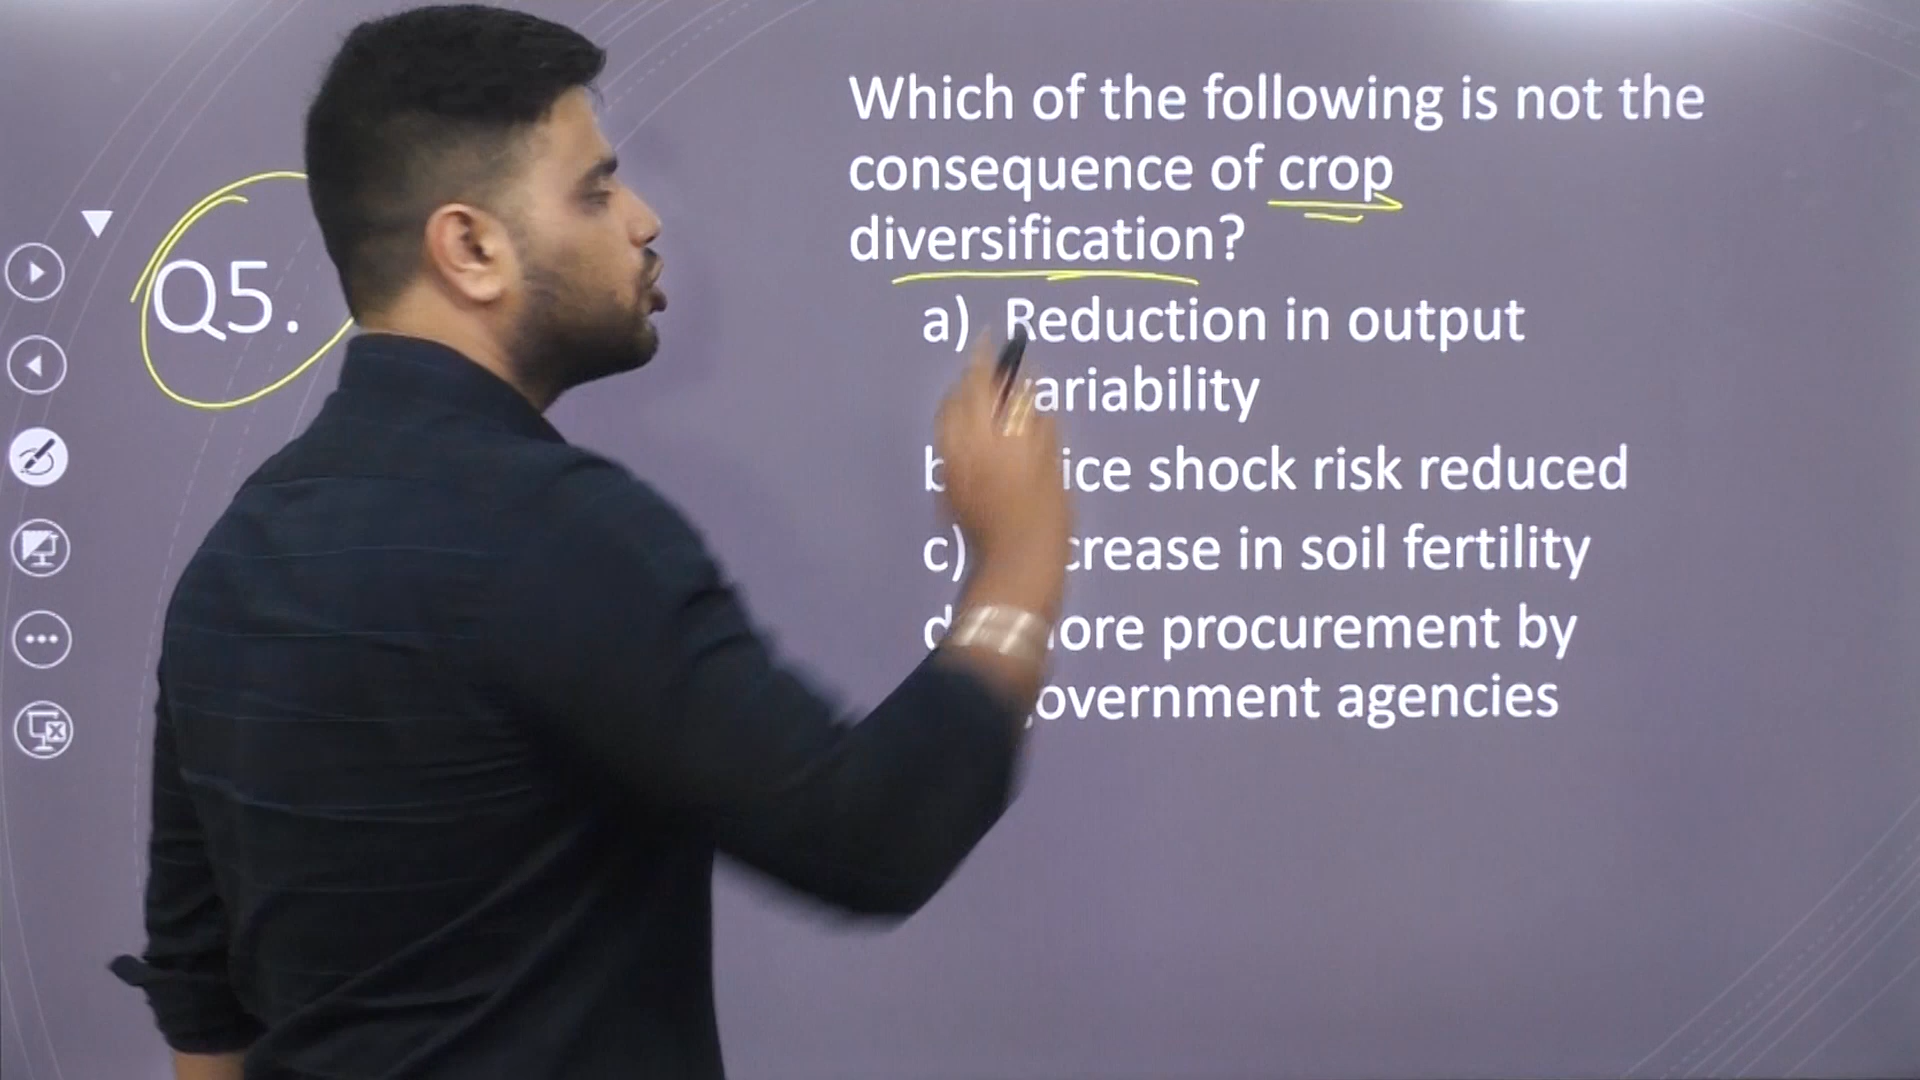 Q5.
Which of the following is not the
consequence of crop
diversification?
a) Reduction in output
ariability
ice shock risk reduced
c) crease in soil fertility
ore procurement by
overnment agencies